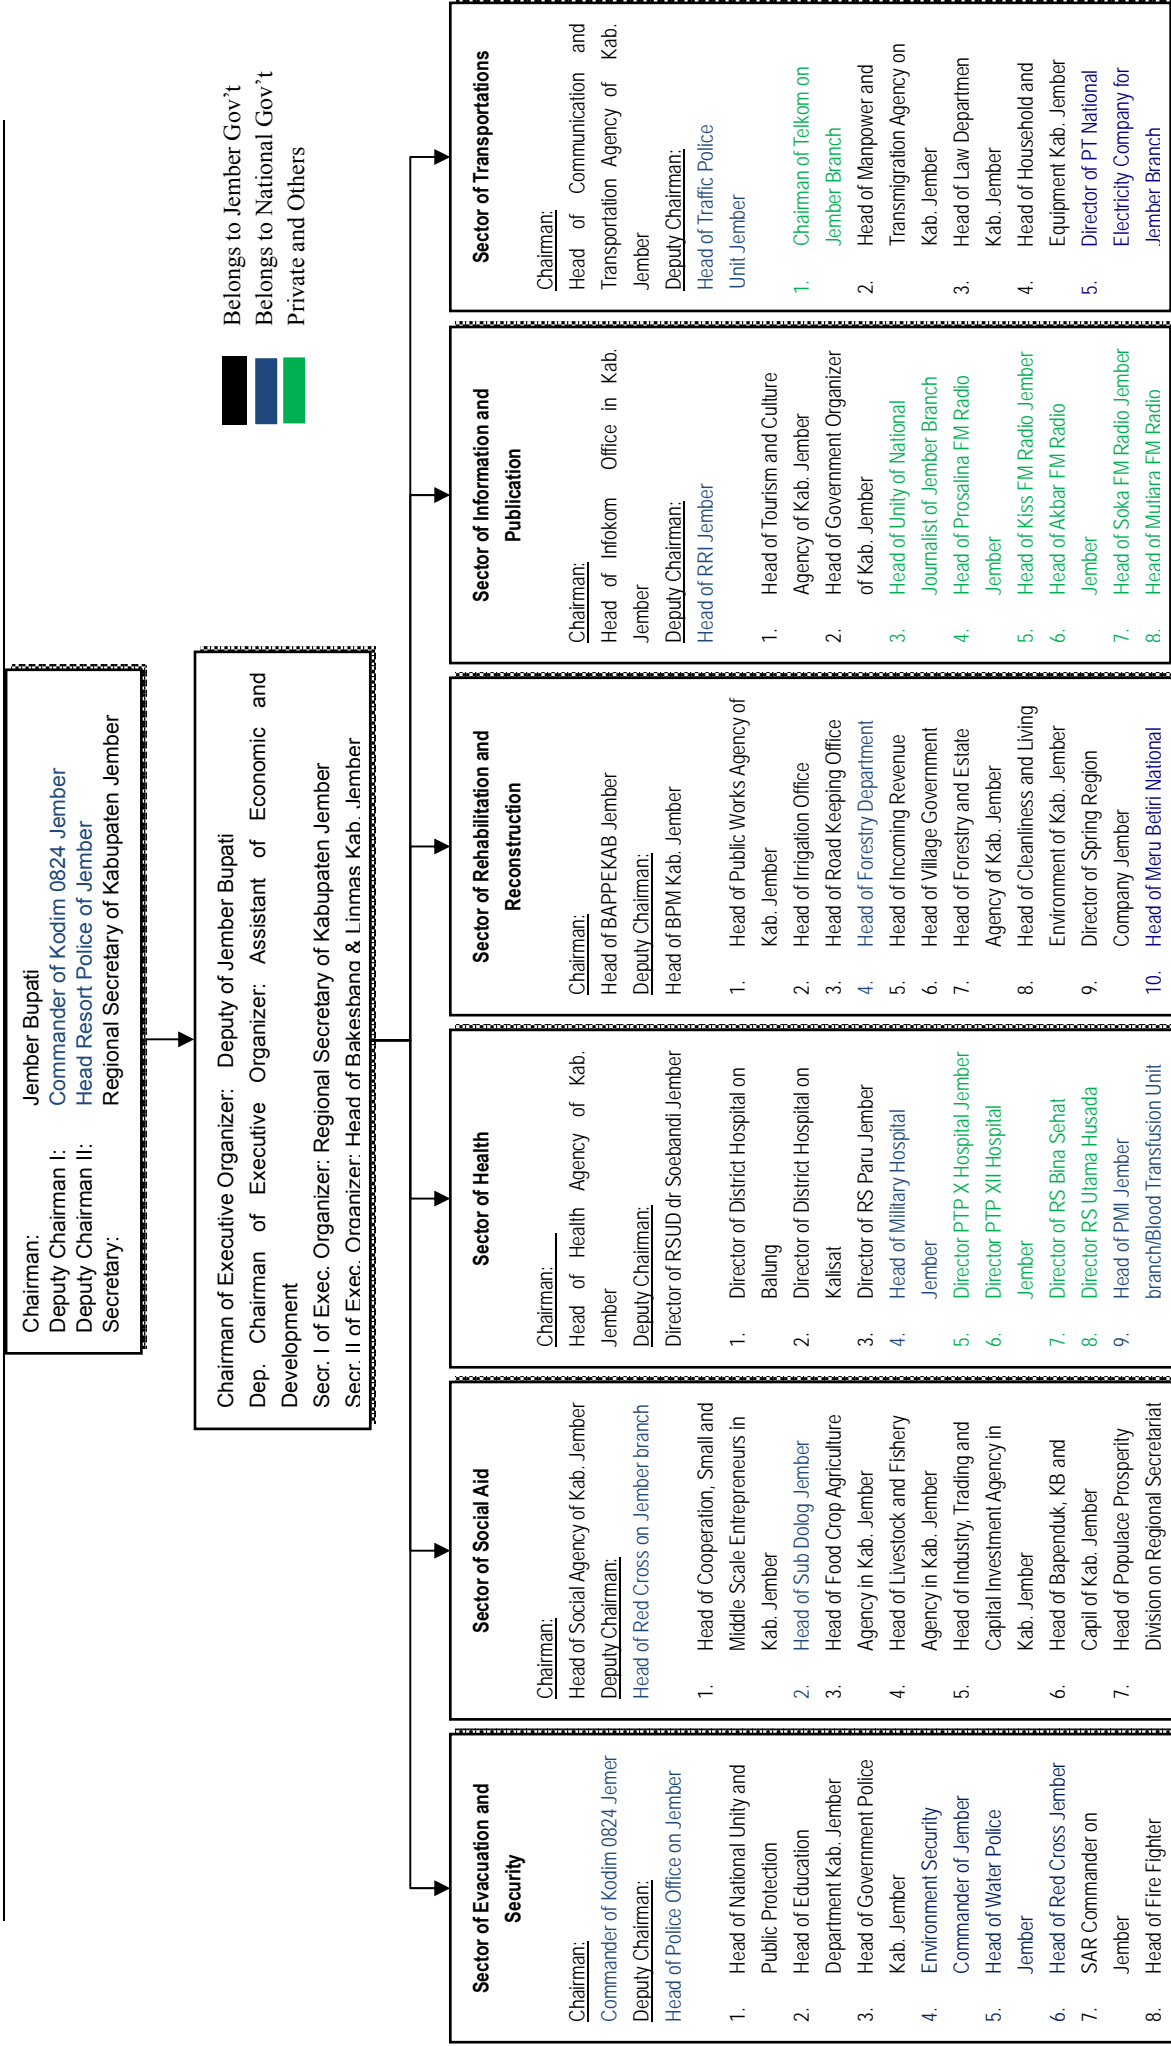 Chairman: Jember Bupati
Deputy Chairman I: Commander of Kodim 0824 Jember
Deputy Chairman II: Head Resort Police of Jember
Secretary: Regional Secretary of Kabupaten Jember
Belongs to Jember Gov't
Belongs to National Gov't
Private and Others
Chairman of Executive Organizer: Deputy of Jember Bupati
Dep. Chairman of Executive Organizer: Assistant of Economic and
Development
Secr. I of Exec. Organizer: Regional Secretary of Kabupaten Jember
Secr. II of Exec. Organizer: Head of Bakesbang & Linmas Kab. Jember
Sector of Evacuation and
Security
Chairman:
Commander of Kodim 0824 Jemer
Deputy Chairman:
Head of Police Office on Jember
1. Head of National Unity and
Public Protection
2. Head of Education
Department Kab. Jember
3. Head of Government Police
Kab. Jember
4. Environment Security
Commander of Jember
5. Head of Water Police
Jember
6. Head of Red Cross Jember
7. SAR Commander on
Jember
8. Head of Fire Fighter
Sector of Social Aid
Chairman:
Head of Social Agency of Kab. Jember
Deputy Chairman:
Head of Red Cross on Jember branch
1. Head of Cooperation, Small and
Middle Scale Entrepreneurs in
Kab. Jember
2. Head of Sub Dolog Jember
3. Head of Food Crop Agriculture
Agency in Kab. Jember
4. Head of Livestock and Fishery
Agency in Kab. Jember
5. Head of Industry, Trading and
Capital Investment Agency in
Kab. Jember
6. Head of Bapenduk, KB and
Capil of Kab. Jember
7. Head of Populace Prosperity
Division on Regional Secretariat
Sector of Health
Chairman:
Head of Health Agency of Kab.
Jember
Deputy Chairman:
Director of RSUD dr Soebandi Jember
1. Director of District Hospital on
Balung
2. Director of District Hospital on
Kalisat
3. Director of RS Paru Jember
4. Head of Military Hospital
Jember
5. Director PTP X Hospital Jember
6. Director PTP XII Hospital
Jember
7. Director of RS Bina Sehat
8. Director RS Utama Husada
9. Head of PMI Jember
branch/Blood Transfusion Unit
Sector of Rehabilitation and
Reconstruction
Chairman:
Head of BAPPEKAB Jember
Deputy Chairman:
Head of BPM Kab. Jember
1. Head of Public Works Agency of
Kab. Jember
2. Head of Irrigation Office
3. Head of Road Keeping Office
4. Head of Forestry Department
5. Head of Incoming Revenue
6. Head of Village Government
7. Head of Forestry and Estate
Agency of Kab. Jember
8. Head of Cleanliness and Living
Environment of Kab. Jember
9. Director of Spring Region
Company Jember
10. Head of Meru Betiri National
Sector of Information and
Publication
Chairman:
Head of Infokom Office in Kab.
Jember
Deputy Chairman:
Head of RRI Jember
1. Head of Tourism and Culture
Agency of Kab. Jember
2. Head of Government Organizer
of Kab. Jember
3. Head of Unity of National
Journalist of Jember Branch
4. Head of Prosalina FM Radio
Jember
5. Head of Kiss FM Radio Jember
6. Head of Akbar FM Radio
Jember
7. Head of Soka FM Radio Jember
8. Head of Mutiara FM Radio
Sector of Transportations
Chairman:
Head of Communication and
Transportation Agency of Kab.
Jember
Deputy Chairman:
Head of Traffic Police
Unit Jember
1. Chairman of Telkom on
Jember Branch
2. Head of Manpower and
Transmigration Agency on
Kab. Jember
3. Head of Law Departmen
Kab. Jember
4. Head of Household and
Equipment Kab. Jember
5. Director of PT National
Electricity Company for
Jember Branch